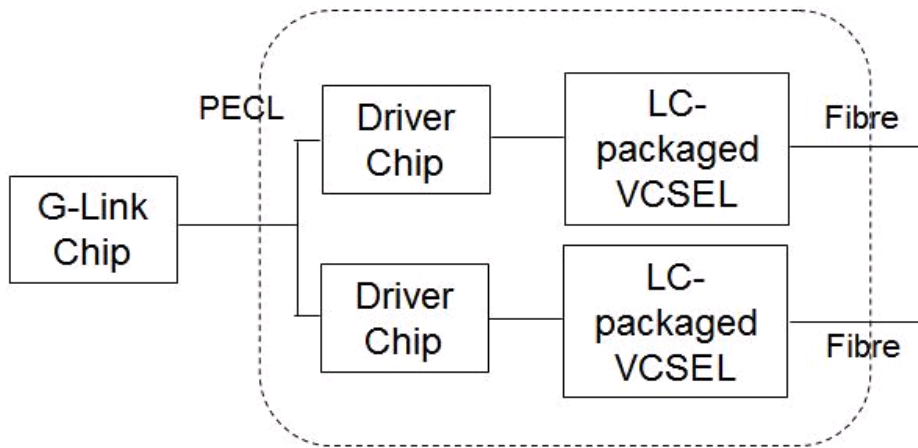 PECL
Driver
Chip
LC-
packaged
VCSEL
Fibre
G-Link
Chip
Driver
Chip
LC-
packaged
VCSEL
Fibre